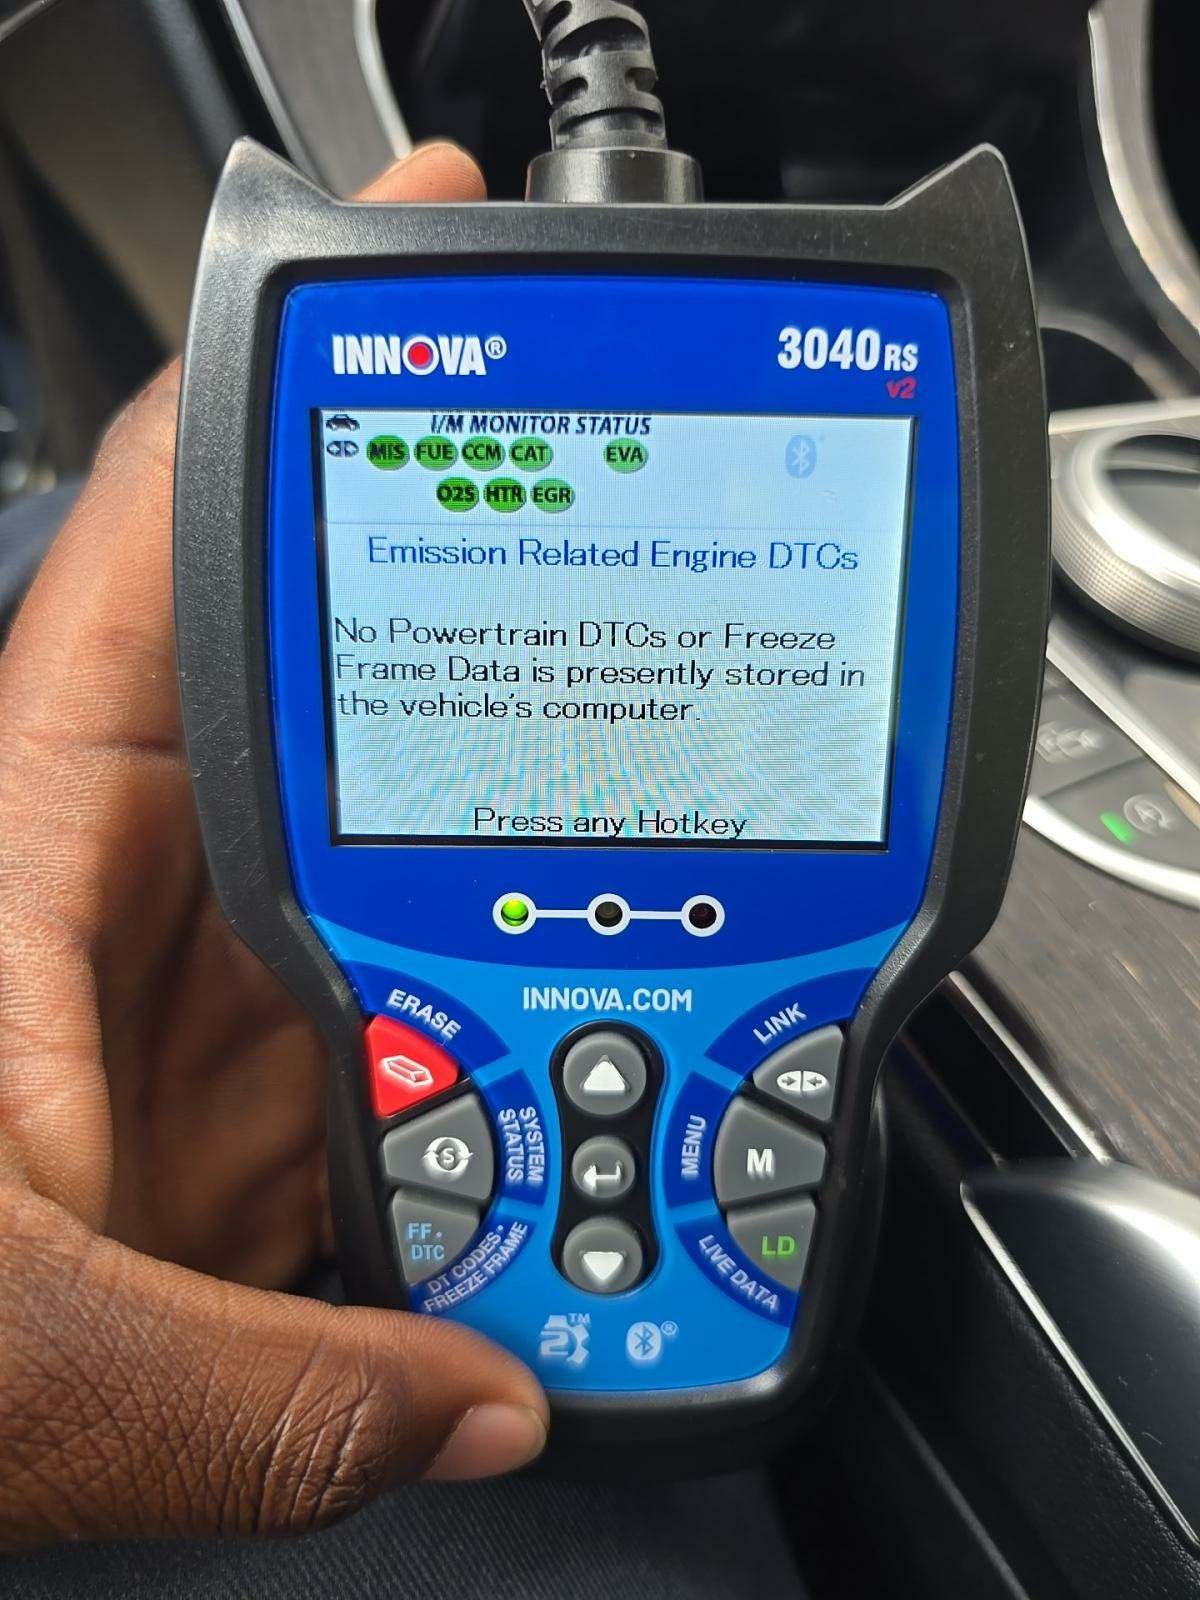 INNOVA®
3040RS
v2
I/M MONITOR STATUS
MIS FUE CCM CAT EVA
O2S HTR EGR
Emission Related Engine DTCs
No Powertrain DTCs or Freeze
Frame Data is presently stored in
the vehicle's computer.
Press any Hotkey
INNOVA.COM
ERASE
LINK
S
SYSTEM
STATUS
MENU
M
FF•
DTC
DT CODES•
FREEZE FRAME
LIVE DATA
LD
2™
®